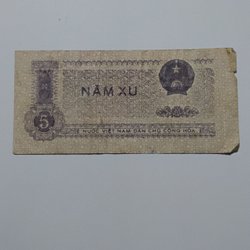 NĂM XU
5
NƯỚC VIỆT NAM DÂN CHỦ CỘNG HÒA